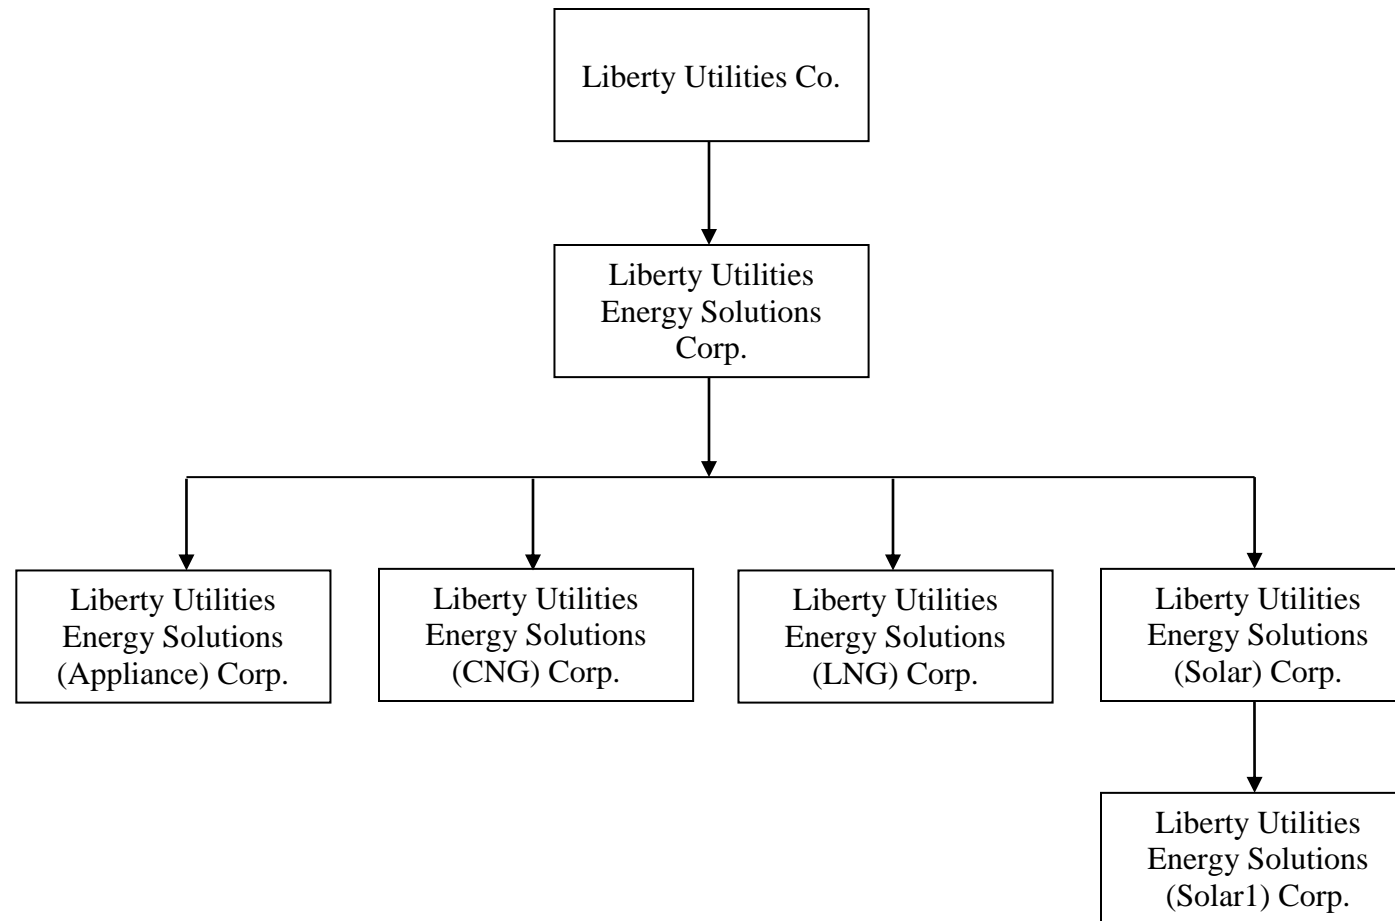 Liberty Utilities Co.
Liberty Utilities
Energy Solutions
Corp.
Liberty Utilities
Energy Solutions
(Appliance) Corp.
Liberty Utilities
Energy Solutions
(CNG) Corp.
Liberty Utilities
Energy Solutions
(LNG) Corp.
Liberty Utilities
Energy Solutions
(Solar) Corp.
Liberty Utilities
Energy Solutions
(Solar1) Corp.